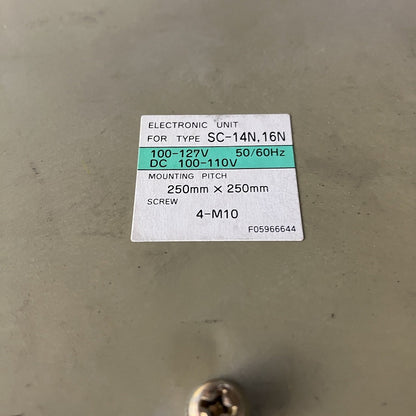 ELECTRONIC UNIT
FOR TYPE SC-14N,16N
100-127V 50/60Hz
DC 100-110V
MOUNTING PITCH
250mm × 250mm
SCREW
4-M10
F05966644